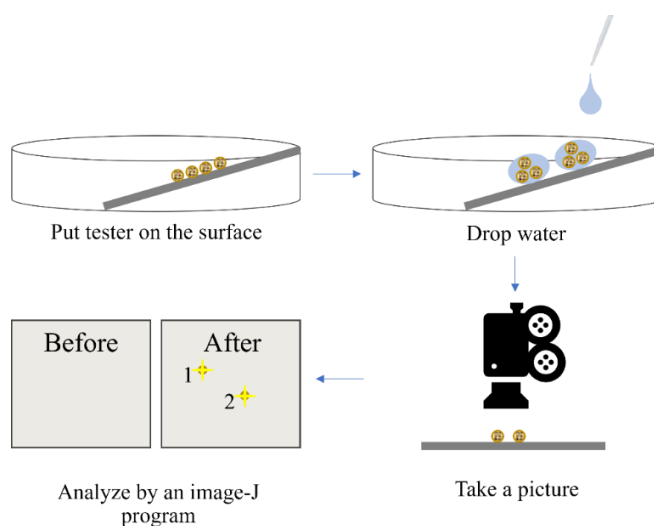 Put tester on the surface
Drop water
Before
After
1
2
Analyze by an image-J
program
Take a picture